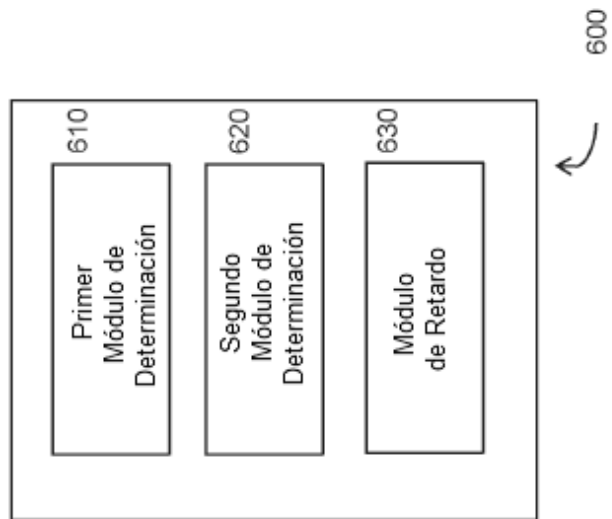 610
Primer
Módulo de
Determinación
620
Segundo
Módulo de
Determinación
630
Módulo
de Retardo
600